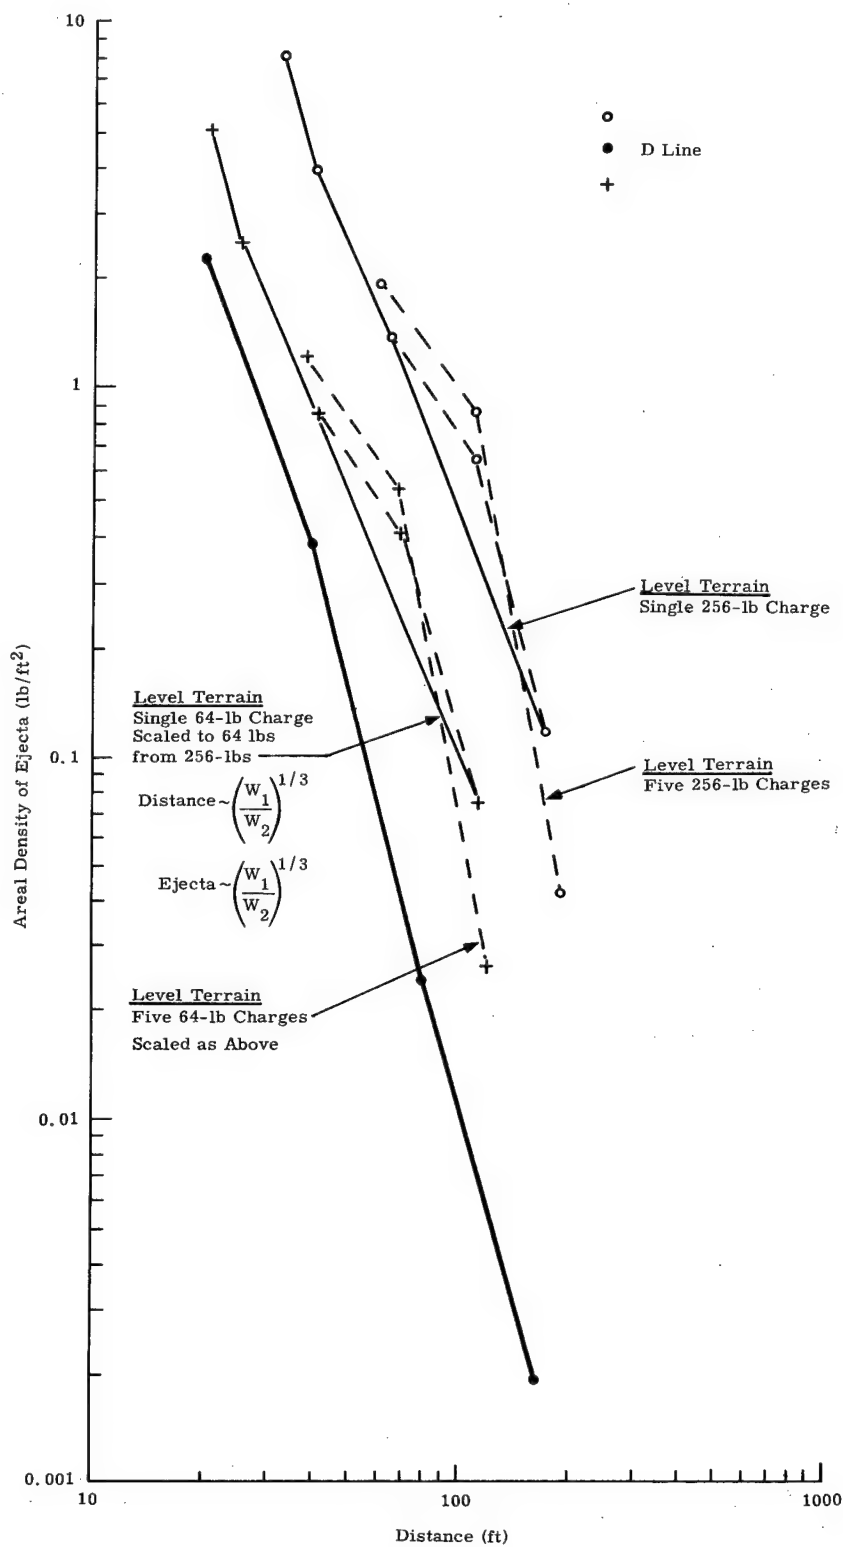 10
D Line
1
Level Terrain
Single 256-lb Charge
Areal Density of Ejecta (lb/ft²)
Level Terrain
Single 64-lb Charge
Scaled to 64 lbs
from 256-lbs
0.1
Level Terrain
Five 256-lb Charges
Distance ~ (W₁/W₂)^1/3
Ejecta ~ (W₁/W₂)^1/3
Level Terrain
Five 64-lb Charges
Scaled as Above
0.01
0.001
10
100
1000
Distance (ft)